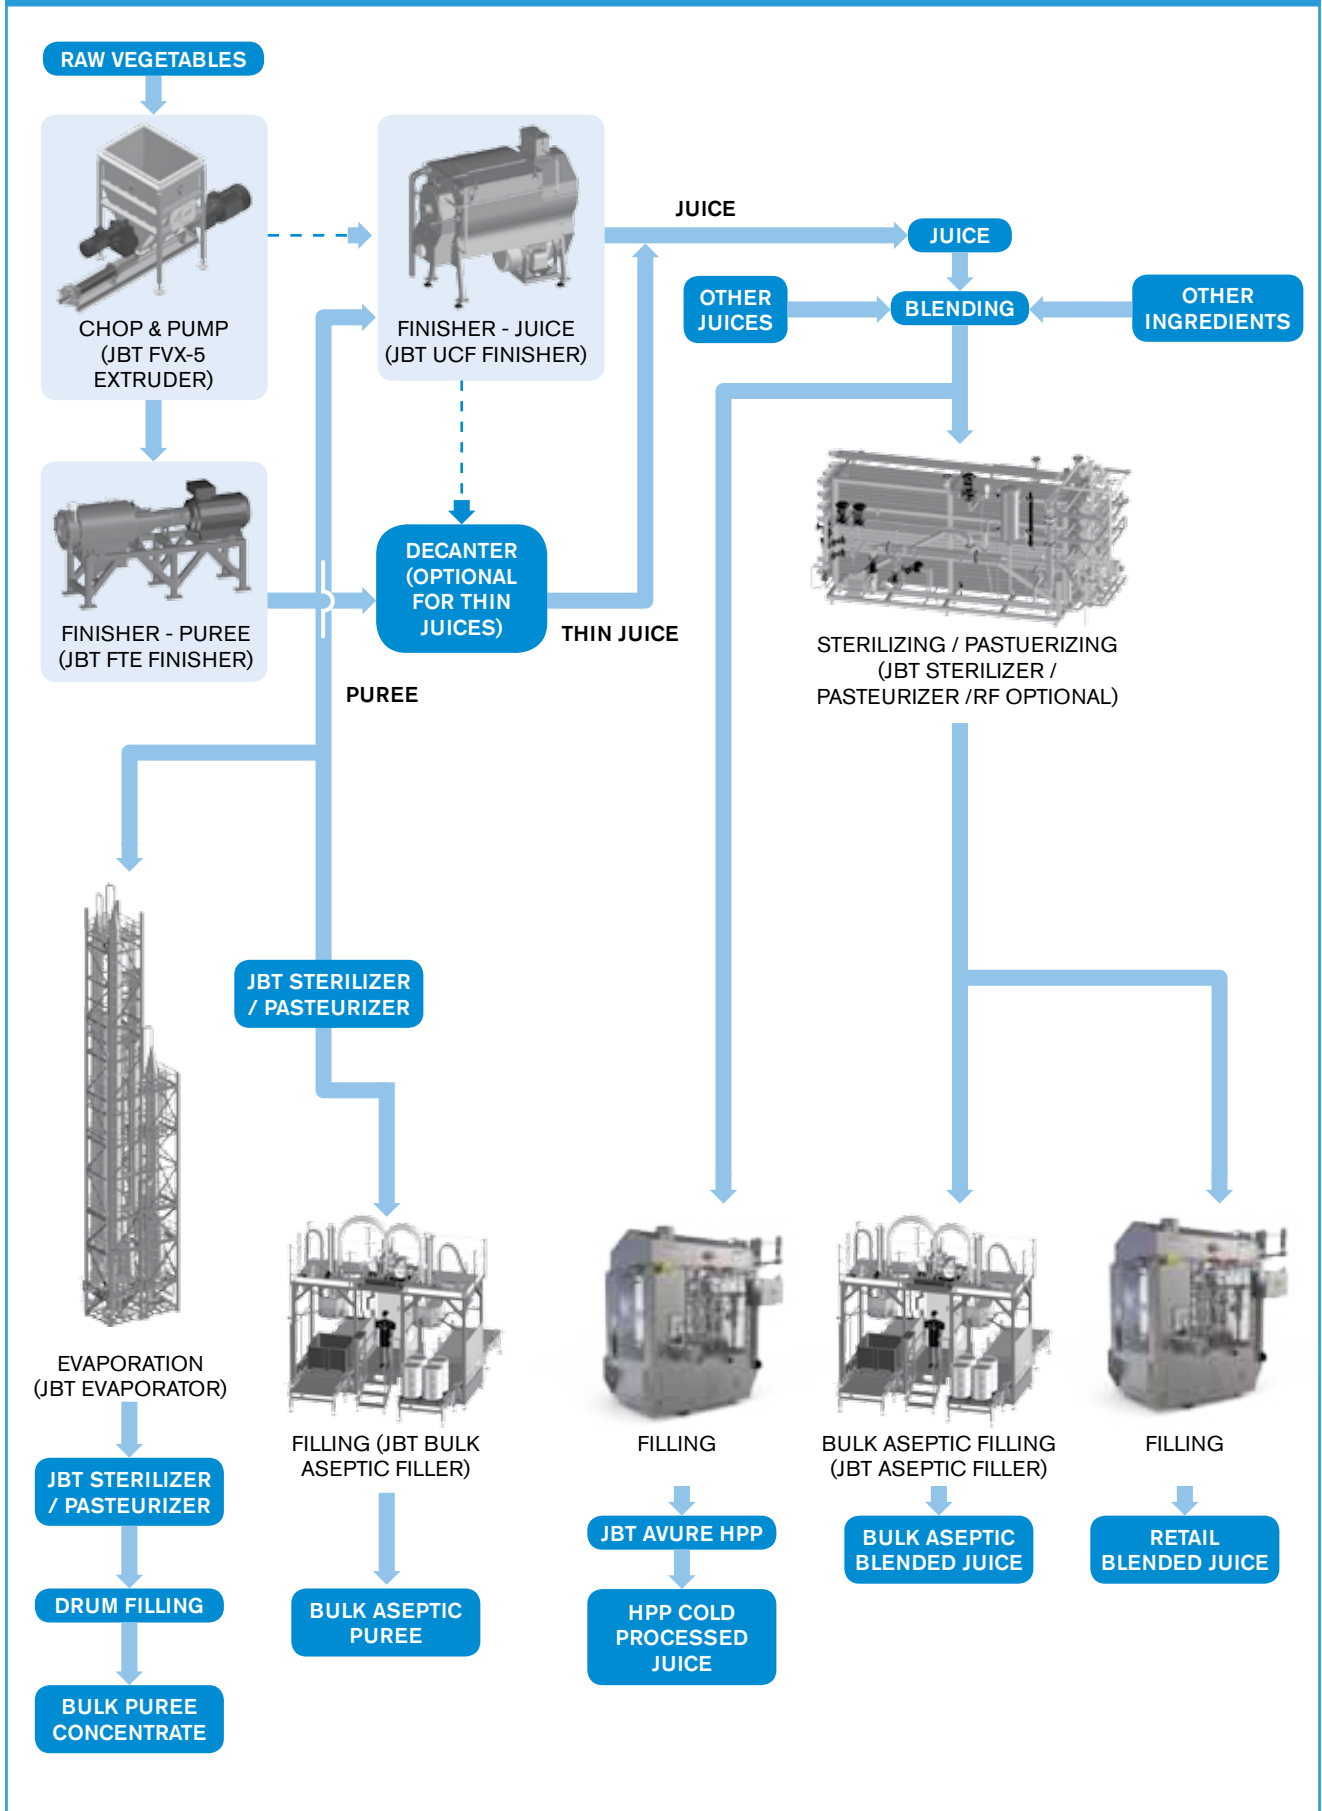 RAW VEGETABLES
CHOP & PUMP
(JBT FVX-5
EXTRUDER)
FINISHER - JUICE
(JBT UCF FINISHER)
JUICE
JUICE
OTHER
JUICES
BLENDING
OTHER
INGREDIENTS
FINISHER - PUREE
(JBT FTE FINISHER)
DECANTER
(OPTIONAL
FOR THIN
JUICES)
THIN JUICE
PUREE
STERILIZING / PASTUERIZING
(JBT STERILIZER /
PASTEURIZER /RF OPTIONAL)
JBT STERILIZER
/ PASTEURIZER
EVAPORATION
(JBT EVAPORATOR)
JBT STERILIZER
/ PASTEURIZER
DRUM FILLING
BULK PUREE
CONCENTRATE
FILLING (JBT BULK
ASEPTIC FILLER)
BULK ASEPTIC
PUREE
FILLING
JBT AVURE HPP
HPP COLD
PROCESSED
JUICE
BULK ASEPTIC FILLING
(JBT ASEPTIC FILLER)
BULK ASEPTIC
BLENDED JUICE
FILLING
RETAIL
BLENDED JUICE